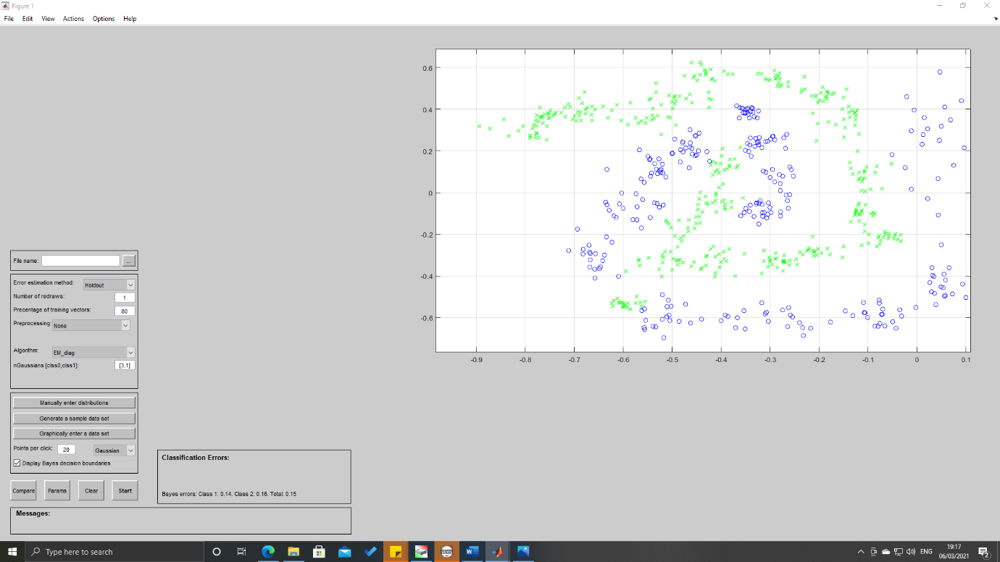 Figure 1
File Edit View Actions Options Help
0.6
0.4
0.2
0
-0.2
-0.4
-0.6
-0.9 -0.8 -0.7 -0.6 -0.5 -0.4 -0.3 -0.2 -0.1 0 0.1
File name: ...
Error estimation method: Holdout
Number of redraws: 1
Precentage of training vectors: 80
Preprocessing: None
Algorithm: EM_diag
nGaussians [clss0,clss1]: [3,1]
Manually enter distributions
Generate a sample data set
Graphically enter a data set
Points per click: 20 Gaussian
Display Bayes decision boundaries
Compare Params Clear Start
Classification Errors:
Bayes errors: Class 1: 0.14. Class 2: 0.16. Total: 0.15
Messages:
Type here to search
ENG
19:17
06/03/2021
2